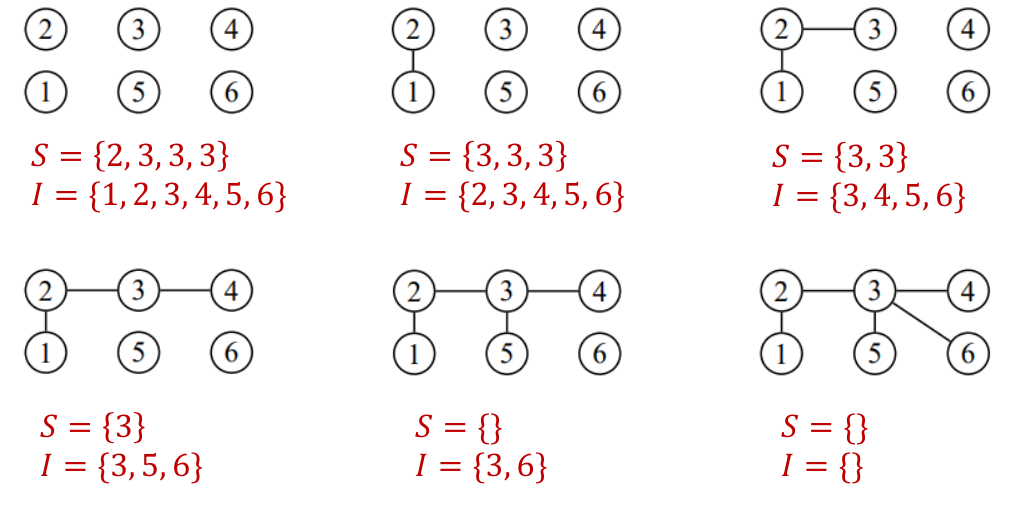 2 3 4 2 3 4 2 3 4
1 5 6 1 5 6 1 5 6
S = {2, 3, 3, 3} S = {3, 3, 3} S = {3, 3}
I = {1, 2, 3, 4, 5, 6} I = {2, 3, 4, 5, 6} I = {3, 4, 5, 6}
2 3 4 2 3 4 2 3 4
1 5 6 1 5 6 1 5 6
S = {3} S = {} S = {}
I = {3, 5, 6} I = {3, 6} I = {}